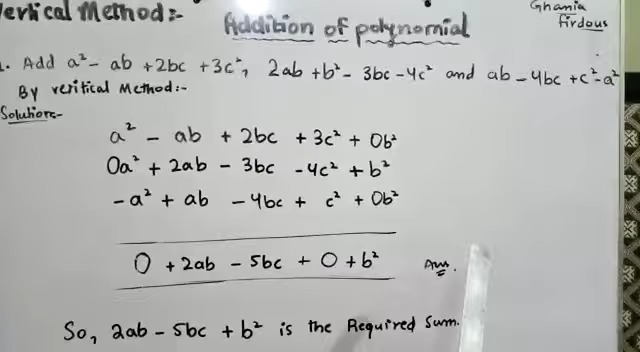 Vertical Method:-
Addition of polynomial
Ghania
firdous
1. Add a² - ab + 2bc + 3c², 2ab + b² - 3bc - 4c² and ab - 4bc + c² - a²
By veritical Method:-
Solution:-
a² - ab + 2bc + 3c² + 0b²
0a² + 2ab - 3bc - 4c² + b²
-a² + ab - 4bc + c² + 0b²
0 + 2ab - 5bc + 0 + b² Ans.
So, 2ab - 5bc + b² is the Required Sum.